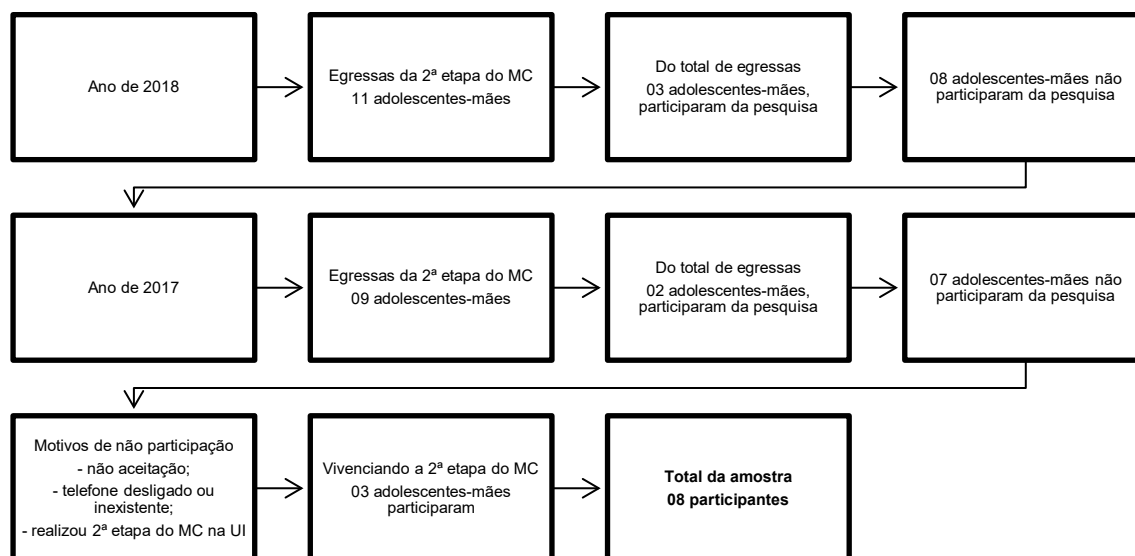 Ano de 2018
Egressas da 2ª etapa do MC
11 adolescentes-mães
Do total de egressas
03 adolescentes-mães,
participaram da pesquisa
08 adolescentes-mães não
participaram da pesquisa
Ano de 2017
Egressas da 2ª etapa do MC
09 adolescentes-mães
Do total de egressas
02 adolescentes-mães,
participaram da pesquisa
07 adolescentes-mães não
participaram da pesquisa
Motivos de não participação
- não aceitação;
- telefone desligado ou
inexistente;
- realizou 2ª etapa do MC na UI
Vivenciando a 2ª etapa do MC
03 adolescentes-mães
participam
Total da amostra
08 participantes